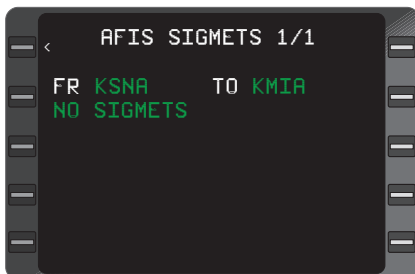 < AFIS SIGMETS 1/1
FR KSNA TO KMIA
NO SIGMETS